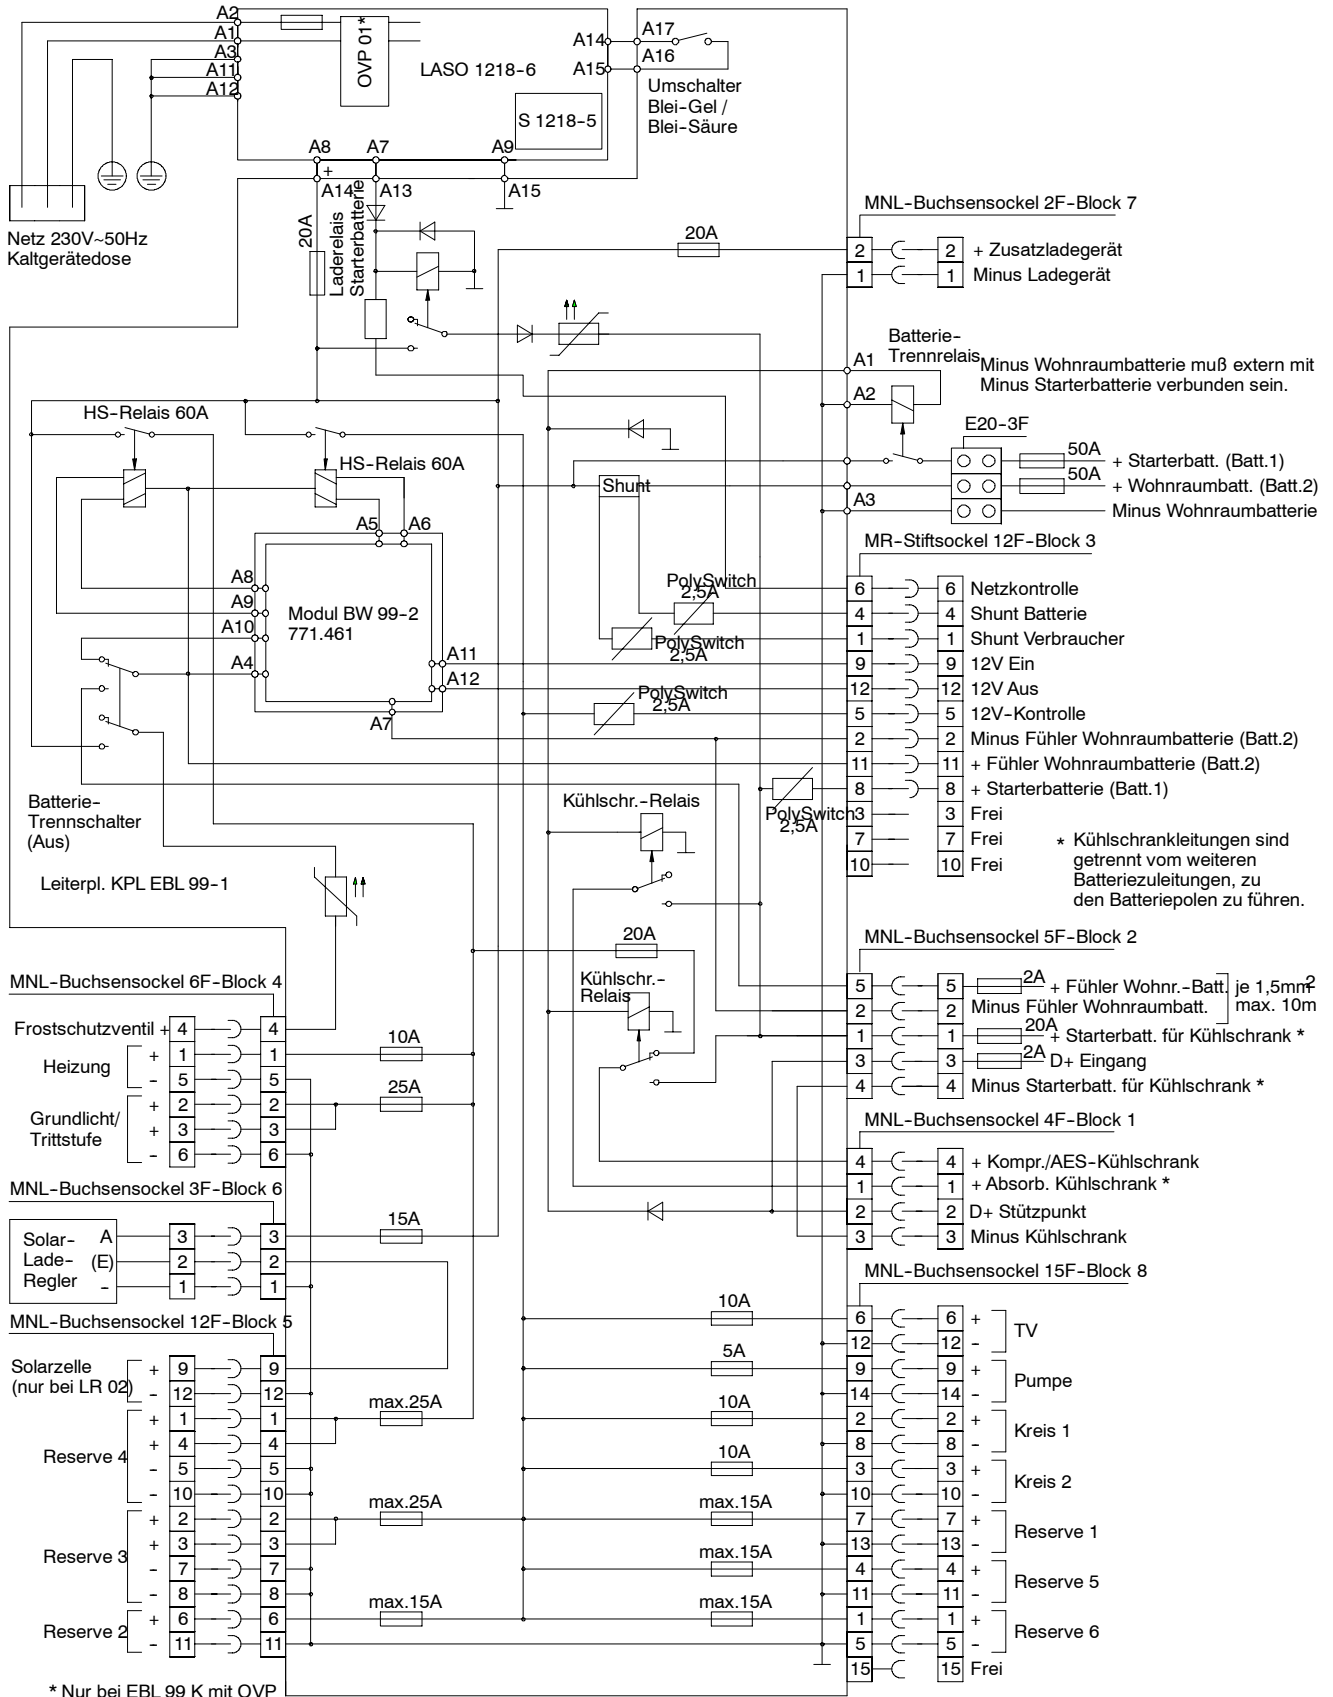 A2
A1
A3
A11
A12
OVP 01*
LASO 1218-6
S 1218-5
A14
A15
A17
A16
Umschalter
Blei-Gel /
Blei-Säure
A8
A7
A9
+
A14
A13
A15
Netz 230V~50Hz
Kaltgerätedose
20A
Laderelais
Starterbatterie
20A
MNL-Buchsensockel 2F-Block 7
2 2 + Zusatzladegerät
1 1 Minus Ladegerät
Batterie-
Trennrelais
A1
A2
Minus Wohnraumbatterie muß extern mit
Minus Starterbatterie verbunden sein.
E20-3F
50A + Starterbatt. (Batt.1)
50A + Wohnraumbatt. (Batt.2)
A3 Minus Wohnraumbatterie
HS-Relais 60A
HS-Relais 60A
Shunt
A5 A6
A8
A9
A10
A4
Modul BW 99-2
771.461
A11
A12
A7
PolySwitch
2,5A
PolySwitch
2,5A
PolySwitch
2,5A
PolySwitch
2,5A
MR-Stiftsockel 12F-Block 3
6 6 Netzkontrolle
4 4 Shunt Batterie
1 1 Shunt Verbraucher
9 9 12V Ein
12 12 12V Aus
5 5 12V-Kontrolle
2 2 Minus Fühler Wohnraumbatterie (Batt.2)
11 11 + Fühler Wohnraumbatterie (Batt.2)
8 8 + Starterbatterie (Batt.1)
3 3 Frei
7 7 Frei
10 10 Frei
* Kühlschrankleitungen sind
getrennt vom weiteren
Batteriezuleitungen, zu
den Batteriepolen zu führen.
Batterie-
Trennschalter
(Aus)
Leiterpl. KPL EBL 99-1
Kühlschr.-Relais
20A
Kühlschr.-
Relais
MNL-Buchsensockel 5F-Block 2
5 5 2A + Fühler Wohnr.-Batt.
2 2 Minus Fühler Wohnraumbatt.
je 1,5mm2
max. 10m
1 1 20A + Starterbatt. für Kühlschrank *
3 3 2A D+ Eingang
4 4 Minus Starterbatt. für Kühlschrank *
MNL-Buchsensockel 4F-Block 1
4 4 + Kompr./AES-Kühlschrank
1 1 + Absorb. Kühlschrank *
2 2 D+ Stützpunkt
3 3 Minus Kühlschrank
MNL-Buchsensockel 6F-Block 4
Frostschutzventil + 4 4
Heizung
+ 1 1 10A
- 5 5
Grundlicht/
Trittstufe
+ 2 2 25A
+ 3 3
- 6 6
MNL-Buchsensockel 3F-Block 6
Solar-
Lade-
Regler
A 3 3 15A
(E) 2 2
- 1 1
MNL-Buchsensockel 12F-Block 5
Solarzelle
(nur bei LR 02)
+ 9 9
- 12 12
Reserve 4
+ 1 1 max.25A
+ 4 4
- 5 5
- 10 10
Reserve 3
+ 2 2 max.25A
+ 3 3
- 7 7
- 8 8
Reserve 2
+ 6 6 max.15A
- 11 11
* Nur bei EBL 99 K mit OVP
MNL-Buchsensockel 15F-Block 8
10A 6 6 +
12 12 -
TV
5A 9 9 +
14 14 -
Pumpe
10A 2 2 +
8 8 -
Kreis 1
10A 3 3 +
10 10 -
Kreis 2
max.15A 7 7 +
13 13 -
Reserve 1
max.15A 4 4 +
11 11 -
Reserve 5
max.15A 1 1 +
5 5 -
Reserve 6
15 15 Frei